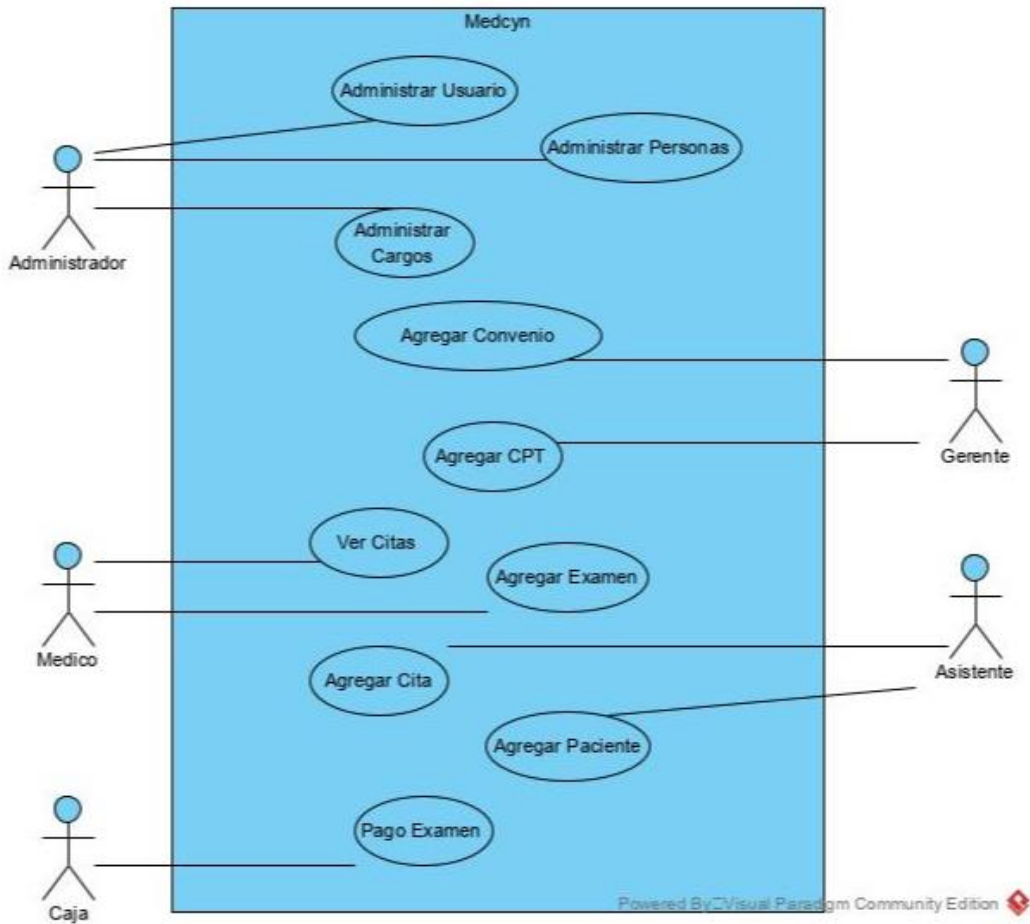 Medcyn
Administrar Usuario
Administrar Personas
Administrar
Cargos
Administrador
Agregar Convenio
Agregar CPT
Gerente
Ver Citas
Agregar Examen
Medico
Asistente
Agregar Cita
Agregar Paciente
Pago Examen
Caja
Powered By Visual Paradigm Community Edition